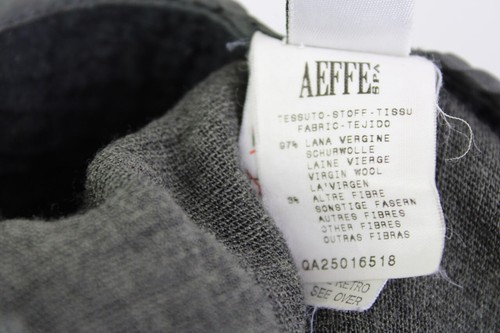 AEFFE SPA
TESSUTO-STOFF-TISSU
FABRIC-TEJIDO
97% LANA VERGINE
SCHURWOLLE
LAINE VIERGE
VIRGIN WOOL
LA'VIRGEN
3% ALTRE FIBRE
SONSTIGE FASERN
AUTRES FIBRES
OTHER FIBRES
OUTRAS FIBRAS
QA25016518
RETRO
SEE OVER